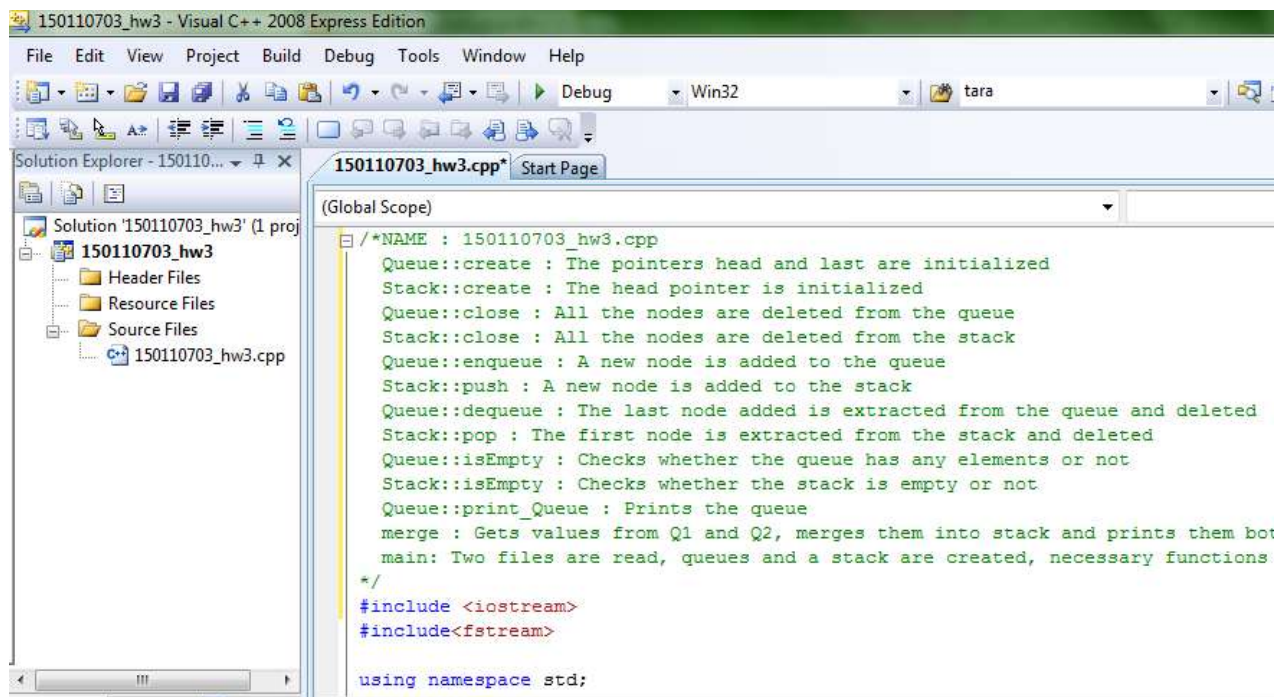 150110703_hw3 - Visual C++ 2008 Express Edition
File Edit View Project Build Debug Tools Window Help
Debug Win32 tara
Solution Explorer - 150110...
150110703_hw3.cpp* Start Page
(Global Scope)
Solution '150110703_hw3' (1 proj
150110703_hw3
Header Files
Resource Files
Source Files
150110703_hw3.cpp
/*NAME : 150110703_hw3.cpp
Queue::create : The pointers head and last are initialized
Stack::create : The head pointer is initialized
Queue::close : All the nodes are deleted from the queue
Stack::close : All the nodes are deleted from the stack
Queue::enqueue : A new node is added to the queue
Stack::push : A new node is added to the stack
Queue::dequeue : The last node added is extracted from the queue and deleted
Stack::pop : The first node is extracted from the stack and deleted
Queue::isEmpty : Checks whether the queue has any elements or not
Stack::isEmpty : Checks whether the stack is empty or not
Queue::print_Queue : Prints the queue
merge : Gets values from Q1 and Q2, merges them into stack and prints them bot
main: Two files are read, queues and a stack are created, necessary functions
*/
#include <iostream>
#include<fstream>
using namespace std;